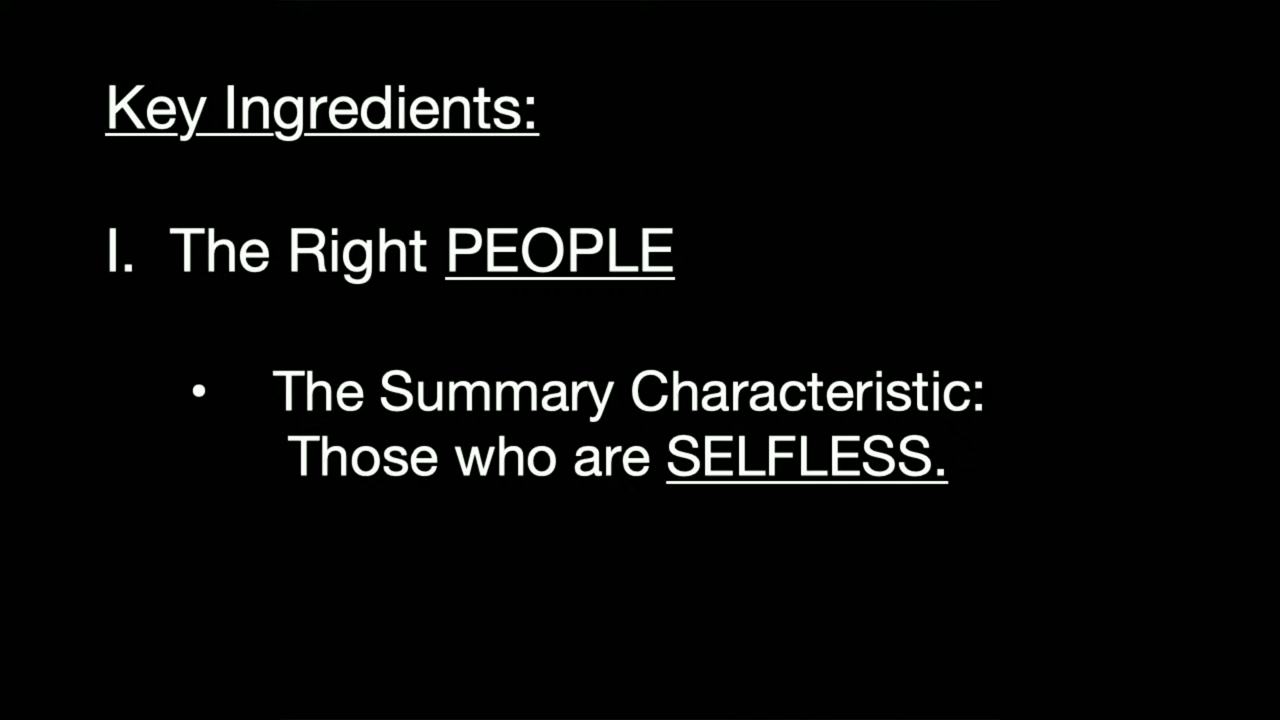 Key Ingredients:
I. The Right PEOPLE
• The Summary Characteristic:
Those who are SELFLESS.